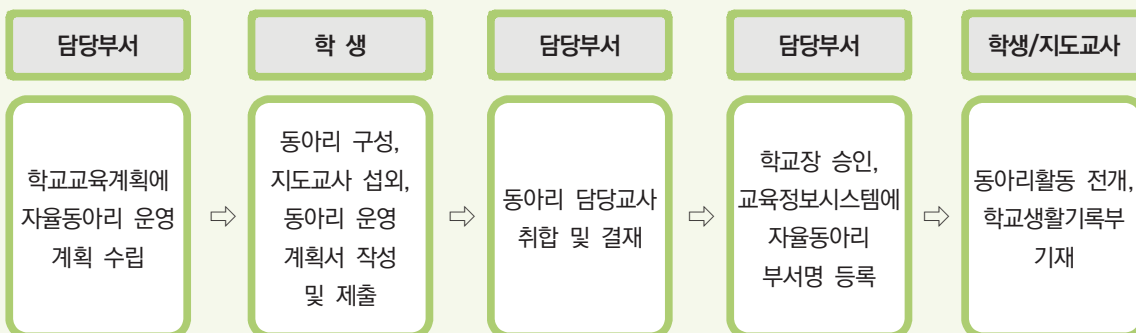 담당부서
학 생
담당부서
담당부서
학생/지도교사
학교교육계획에
자율동아리 운영
계획 수립
⇨
동아리 구성,
지도교사 섭외,
동아리 운영
계획서 작성
및 제출
⇨
동아리 담당교사
취합 및 결재
⇨
학교장 승인,
교육정보시스템에
자율동아리
부서명 등록
⇨
동아리활동 전개,
학교생활기록부
기재